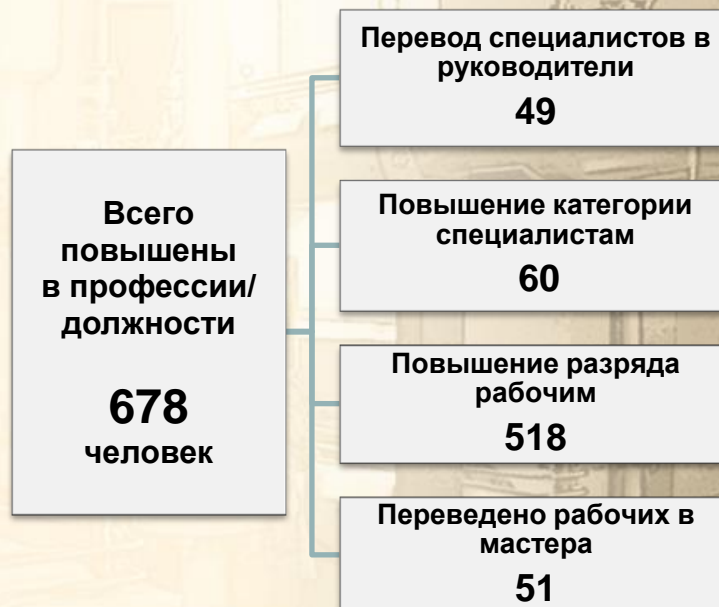 Всего
повышены
в профессии/
должности
678
человек
Перевод специалистов в
руководители
49
Повышение категории
специалистам
60
Повышение разряда
рабочим
518
Переведено рабочих в
мастера
51